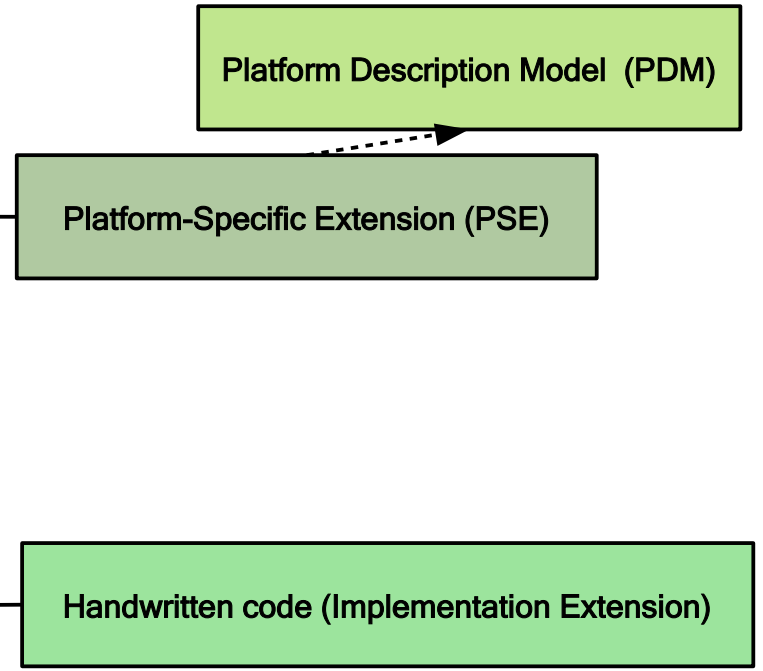 Platform Description Model  (PDM)
Platform-Specific Extension (PSE)
Handwritten code (Implementation Extension)